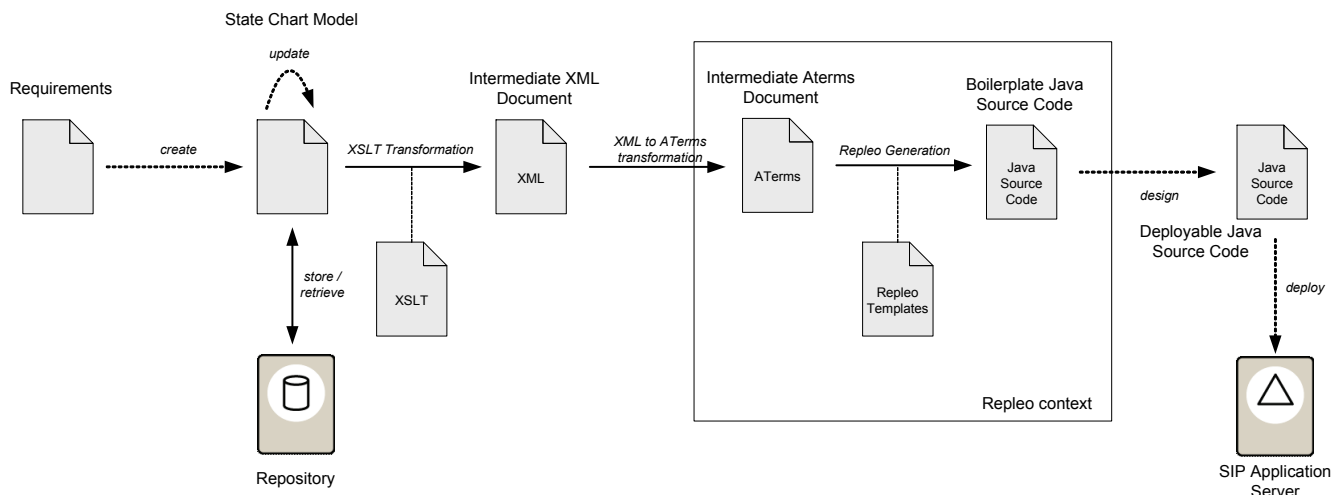 State Chart Model
update
Requirements
Intermediate XML
Document
Intermediate Aterms
Document
Boilerplate Java
Source Code
create
XSLT Transformation
XML to ATerms
transformation
Repleo Generation
XML
ATerms
Java
Source
Code
design
Java
Source
Code
Deployable Java
Source Code
store /
retrieve
XSLT
Repleo
Templates
deploy
Repleo context
Repository
SIP Application
Server